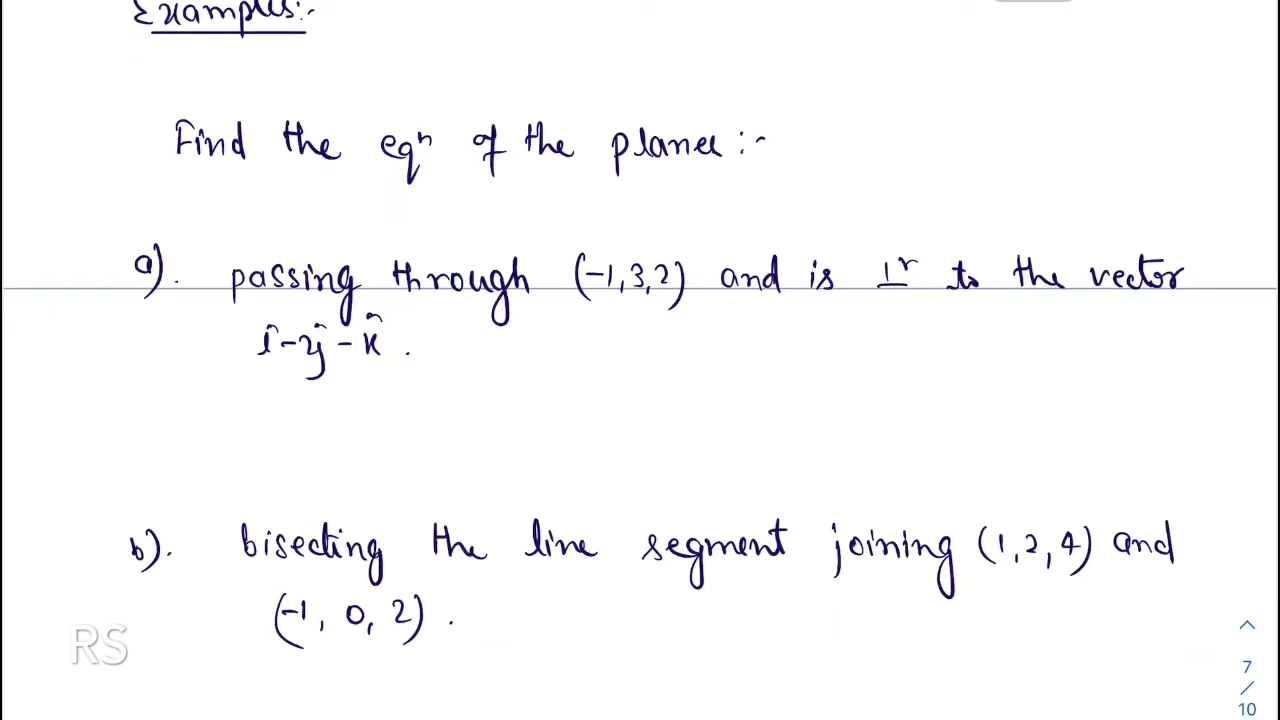 Examples:-
Find the eqⁿ of the planee :-
a). passing through (-1,3,2) and is ⊥ʳ to the vector
î-2ĵ-k̂ .
b). bisecting the line segment joining (1,2,4) and
(-1, 0, 2) .
RS
7
/
10